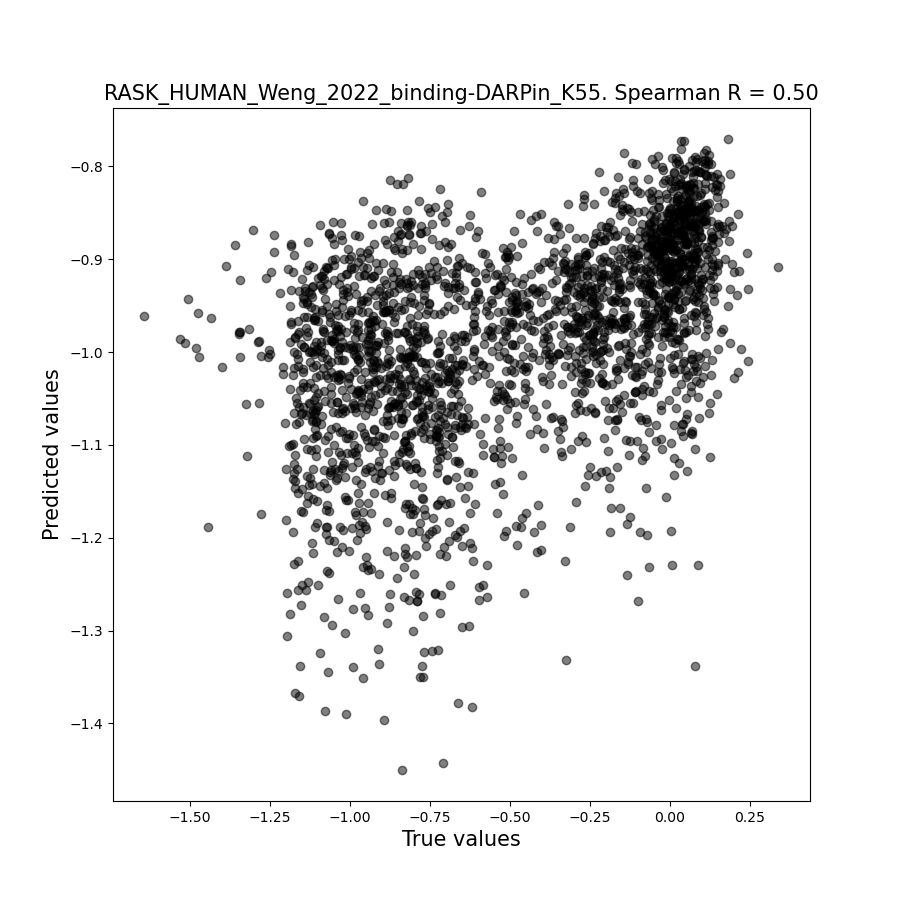 RASK_HUMAN_Weng_2022_binding-DARPin_K55. Spearman R = 0.50
−0.8
−0.9
−1.0
−1.1
−1.2
−1.3
−1.4
Predicted values
−1.50 −1.25 −1.00 −0.75 −0.50 −0.25 0.00 0.25
True values